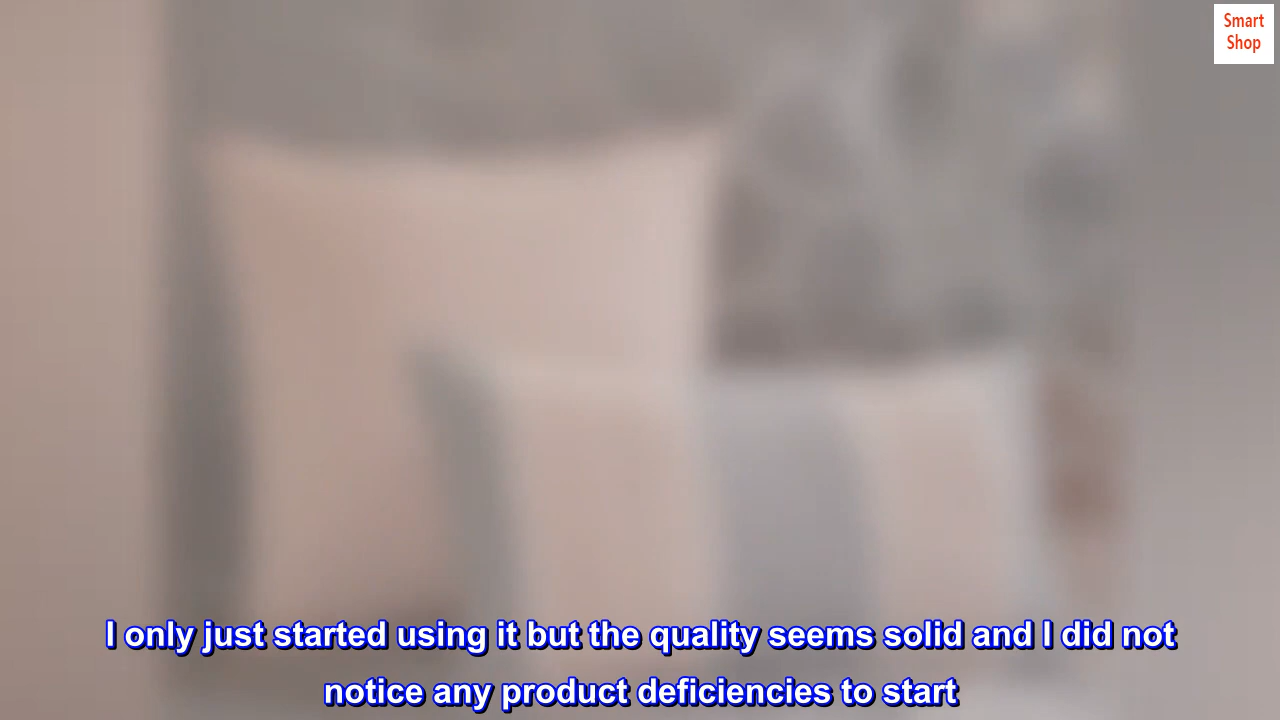 Smart
Shop
I only just started using it but the quality seems solid and I did not
notice any product deficiencies to start